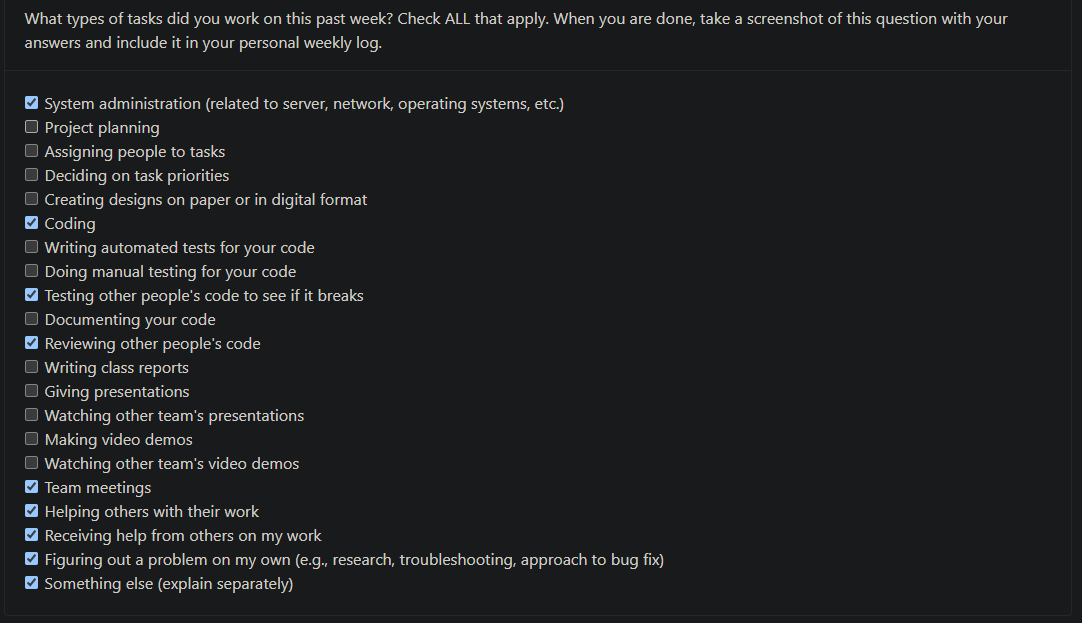 What types of tasks did you work on this past week? Check ALL that apply. When you are done, take a screenshot of this question with your
answers and include it in your personal weekly log.
System administration (related to server, network, operating systems, etc.)
Project planning
Assigning people to tasks
Deciding on task priorities
Creating designs on paper or in digital format
Coding
Writing automated tests for your code
Doing manual testing for your code
Testing other people's code to see if it breaks
Documenting your code
Reviewing other people's code
Writing class reports
Giving presentations
Watching other team's presentations
Making video demos
Watching other team's video demos
Team meetings
Helping others with their work
Receiving help from others on my work
Figuring out a problem on my own (e.g., research, troubleshooting, approach to bug fix)
Something else (explain separately)